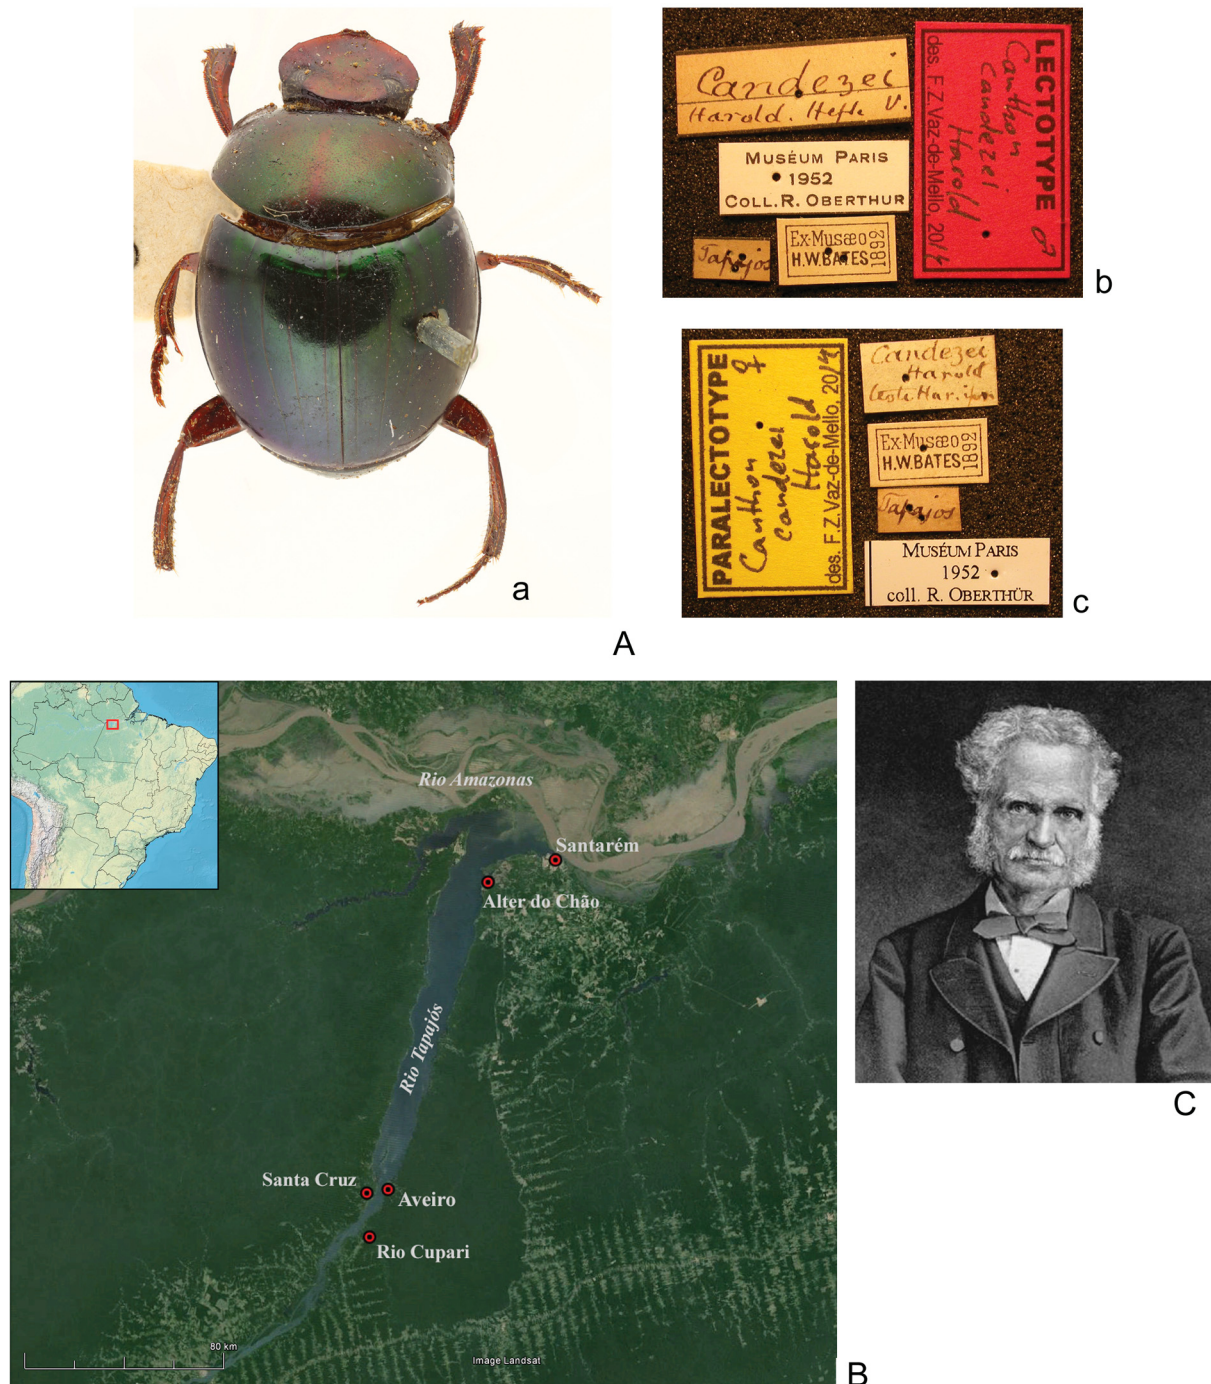 a
Candezei
Harold. Hefte V.
MUSÉUM PARIS
1952
COLL. R. OBERTHUR
Tapajos
Ex-Musæo
H.W.BATES
1892
LECTOTYPE ♂
Canthon
candezei
Harold
des. F.Z.Vaz-de-Mello, 2014
b
PARALECTOTYPE
♀
Canthon
candezei
Harold
des. F.Z.Vaz-de-Mello, 2014
Candezei
Harold
Ex-Musæo
H.W.BATES
1892
Tapajos
MUSÉUM PARIS
1952
coll. R. OBERTHÜR
c
A
Rio Amazonas
Santarém
Alter do Chão
Rio Tapajós
Santa Cruz
Aveiro
Rio Cupari
80 km
Image Landsat
B
C